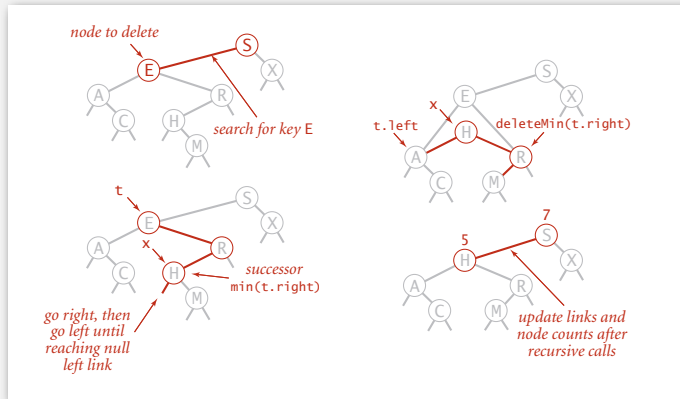 node to delete
S
E
X
A
R
C
H
M
search for key E
t
S
E
X
x
A
R
C
H
M
successor
min(t.right)
go right, then
go left until
reaching null
left link
S
E
X
x
t.left
H
deleteMin(t.right)
A
R
C
M
7
5
S
H
X
A
R
C
M
update links and
node counts after
recursive calls